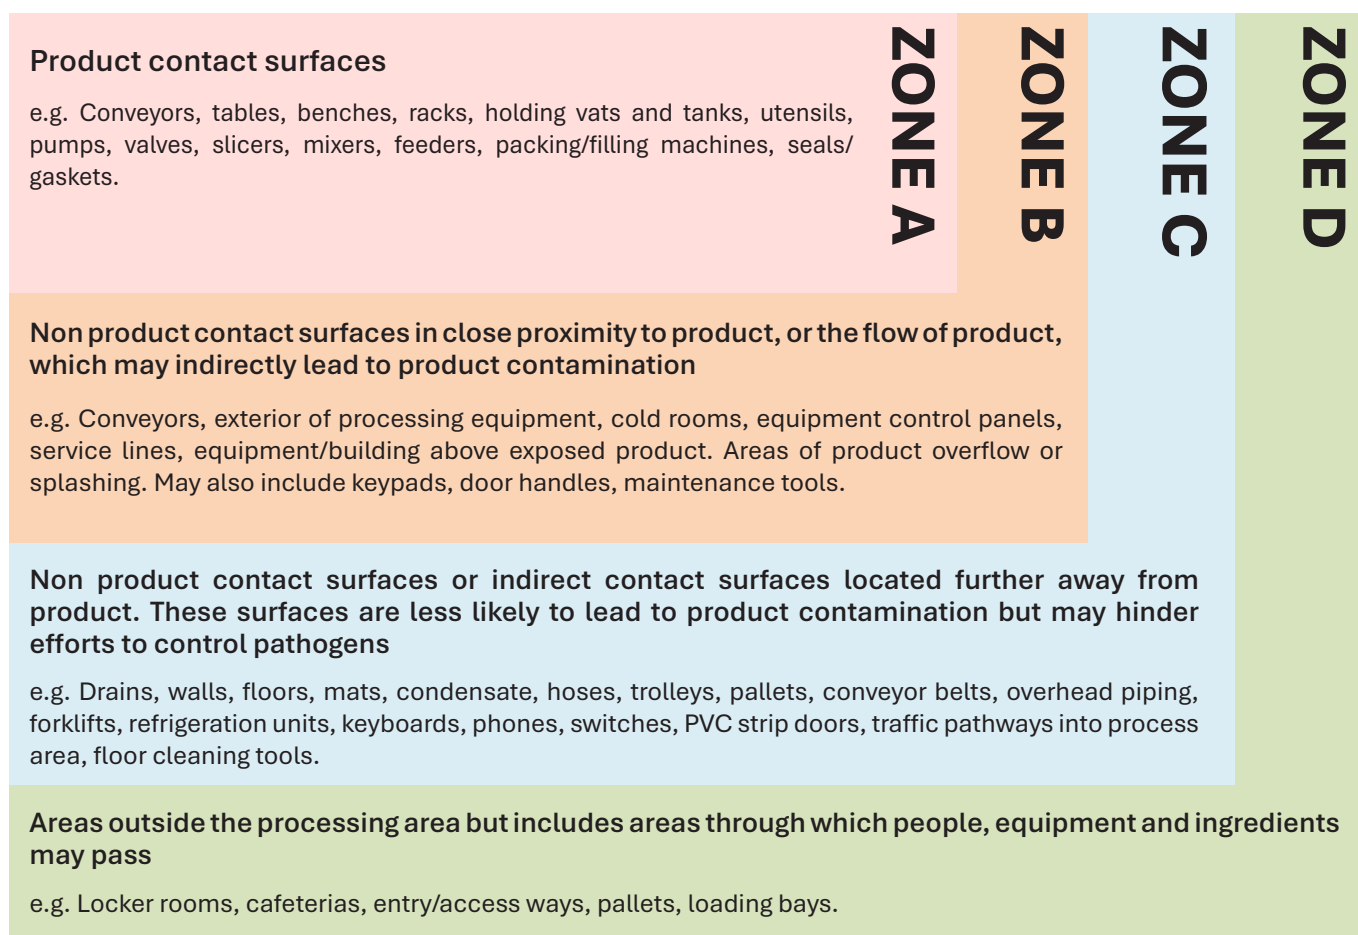 Product contact surfaces
e.g. Conveyors, tables, benches, racks, holding vats and tanks, utensils,
pumps, valves, slicers, mixers, feeders, packing/filling machines, seals/
gaskets.
ZONE A
ZONE B
ZONE C
ZONE D
Non product contact surfaces in close proximity to product, or the flow of product,
which may indirectly lead to product contamination
e.g. Conveyors, exterior of processing equipment, cold rooms, equipment control panels,
service lines, equipment/building above exposed product. Areas of product overflow or
splashing. May also include keypads, door handles, maintenance tools.
Non product contact surfaces or indirect contact surfaces located further away from
product. These surfaces are less likely to lead to product contamination but may hinder
efforts to control pathogens
e.g. Drains, walls, floors, mats, condensate, hoses, trolleys, pallets, conveyor belts, overhead piping,
forklifts, refrigeration units, keyboards, phones, switches, PVC strip doors, traffic pathways into process
area, floor cleaning tools.
Areas outside the processing area but includes areas through which people, equipment and ingredients
may pass
e.g. Locker rooms, cafeterias, entry/access ways, pallets, loading bays.